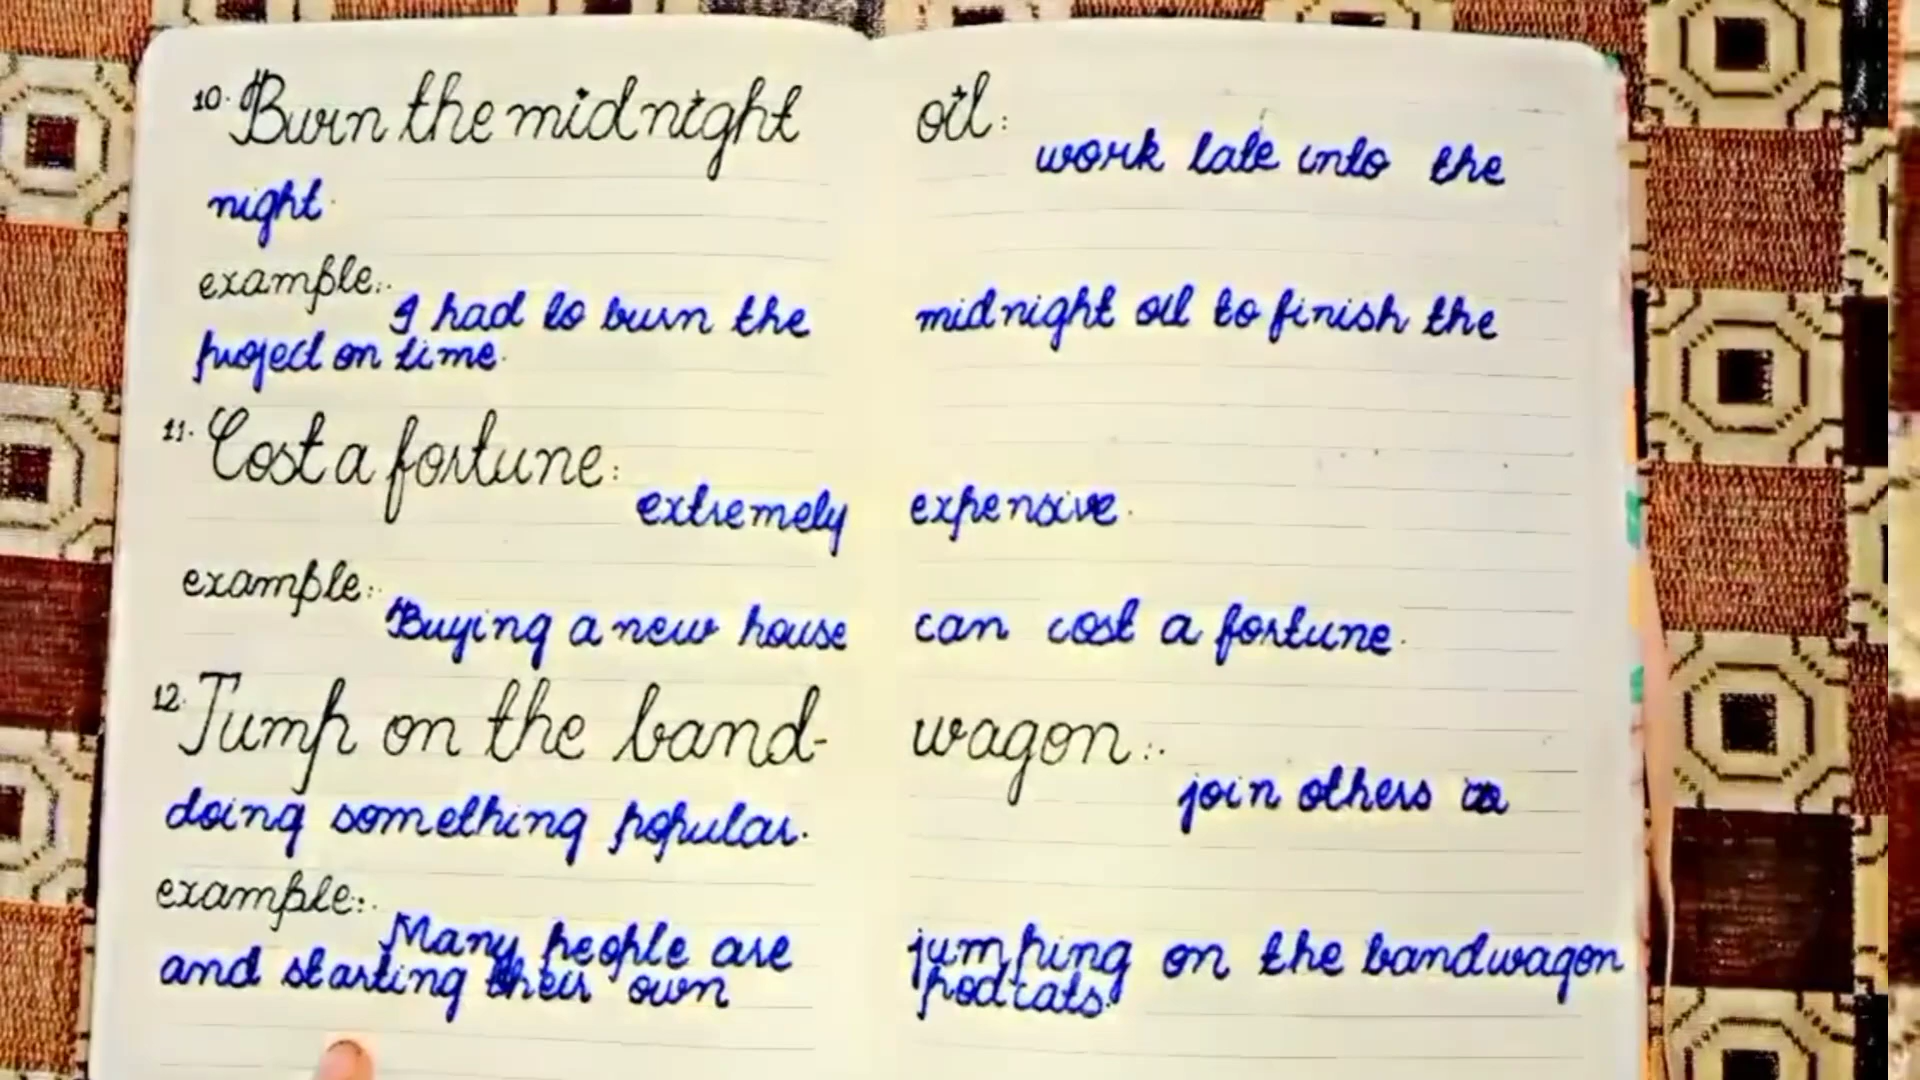 10. Burn the midnight oil:
work late into the
night.
example:
I had to burn the midnight oil to finish the
project on time.
11. Cost a fortune:
extremely expensive.
example:
Buying a new house can cost a fortune.
12. Jump on the band-wagon:
join others
doing something popular.
example:
Many people are jumping on the bandwagon
and starting their own podcats.